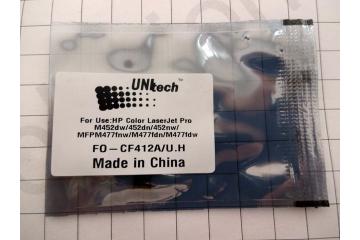 UNItech
For Use:HP Color LaserJet Pro
M452dw/452dn/452nw/
MFPM477fnw/M477fdn/M477fdw
FO-CF412A/U.H
Made in China